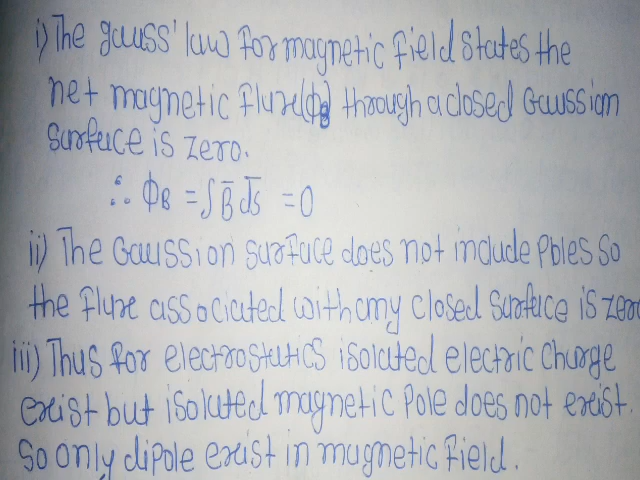 i) The gauss' law for magnetic field states the
net magnetic flux (ϕB) through a closed Gaussian
surface is zero.
∴ ϕB = ∫ B̅ d̅s̅ = 0
ii) The Gaussion surface does not include Poles so
the flux associated with any closed surface is zero
iii) Thus for electrostatics isolated electric charge
exist but isolated magnetic Pole does not exist.
So only dipole exist in magnetic field.